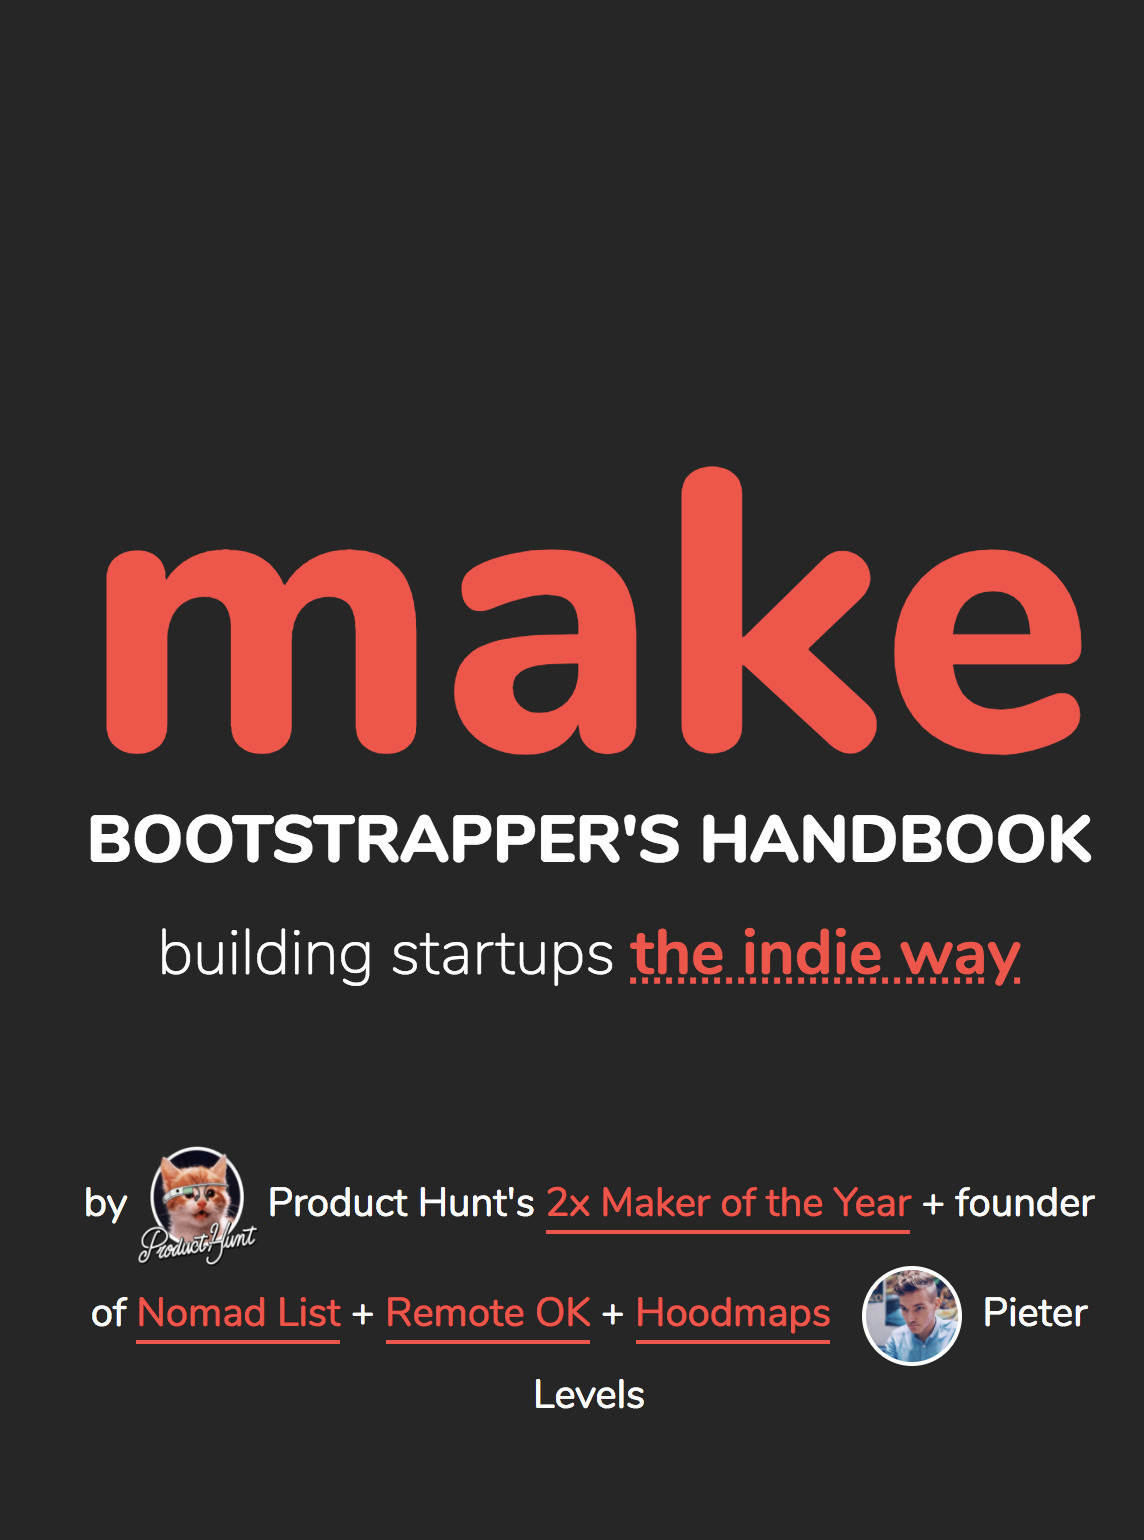 make
BOOTSTRAPPER'S HANDBOOK
building startups the indie way
by ProductHunt Product Hunt's 2x Maker of the Year + founder
of Nomad List + Remote OK + Hoodmaps Pieter
Levels